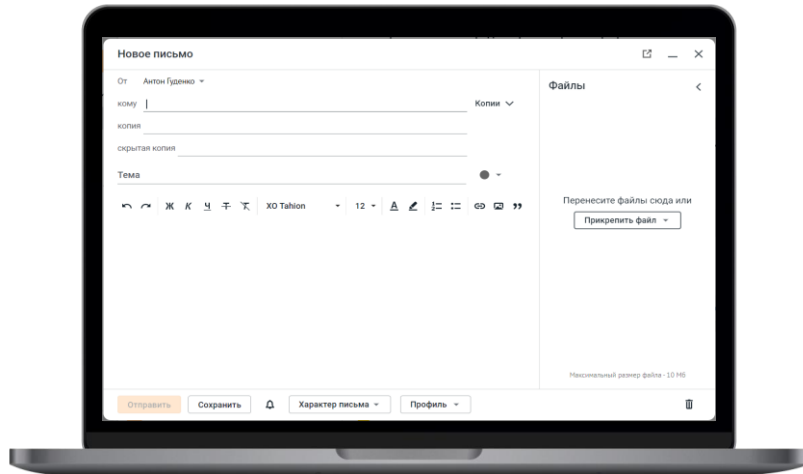 Новое письмо
От Антон Гуденко
Файлы
кому Копии
копия
скрытая копия
Тема
Ж К Ч Т Т XO Tahion 12 A
Перенесите файлы сюда или
Прикрепить файл
Максимальный размер файла - 10 Мб
Отправить Сохранить Характер письма Профиль